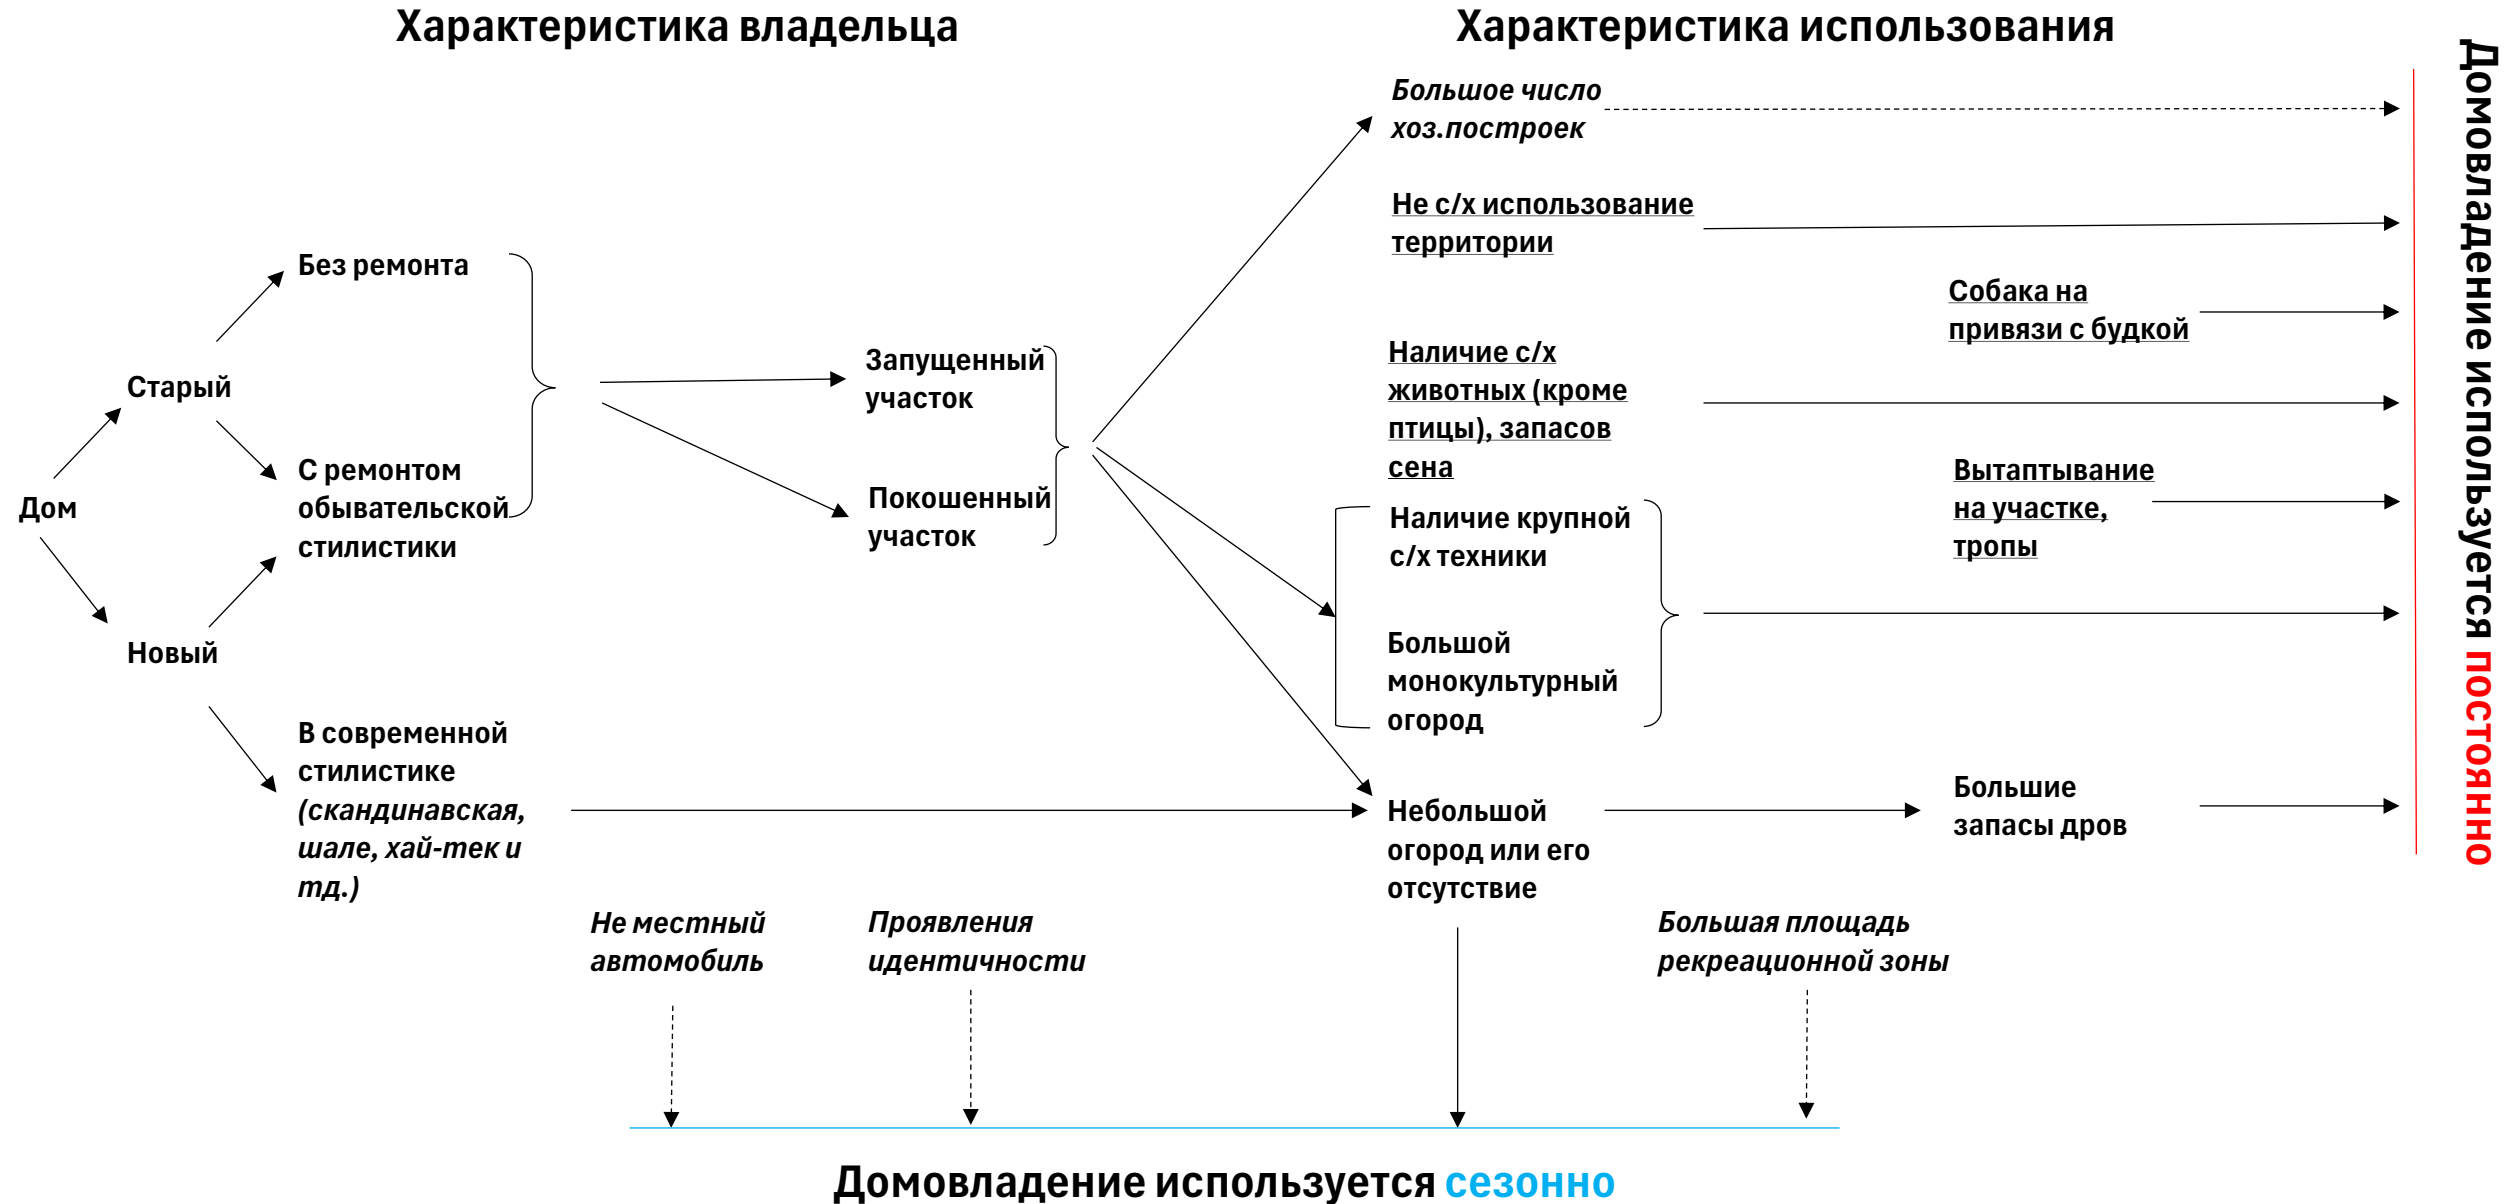 Характеристика владельца
Характеристика использования
Большое число
хоз.построек
Не с/х использование
территории
Собака на
привязи с будкой
Без ремонта
Запущенный
участок
Наличие с/х
животных (кроме
птицы), запасов
сена
Старый
С ремонтом
обывательской
стилистики
Дом
Покошенный
участок
Вытаптывание
на участке,
тропы
Наличие крупной
с/х техники
Новый
Большой
монокультурный
огород
В современной
стилистике
(скандинавская,
шале, хай-тек и
тд.)
Небольшой
огород или его
отсутствие
Большие
запасы дров
Не местный
автомобиль
Проявления
идентичности
Большая площадь
рекреационной зоны
Домовладение используется постоянно
Домовладение используется сезонно